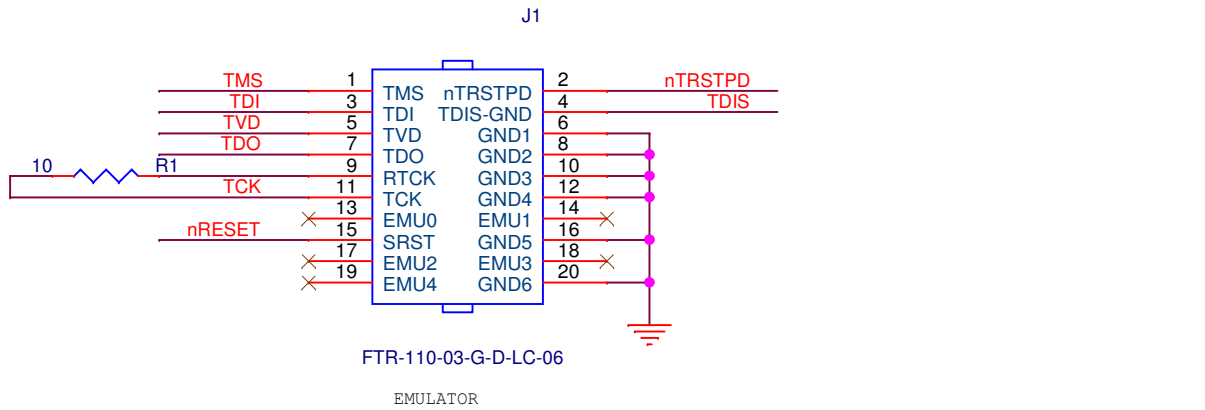 J1
TMS 1 TMS nTRSTPD 2 nTRSTPD
TDI 3 TDI TDIS-GND 4 TDIS
TVD 5 TVD GND1 6
TDO 7 TDO GND2 8
10 R1 9 RTCK GND3 10
TCK 11 TCK GND4 12
13 EMU0 EMU1 14
nRESET 15 SRST GND5 16
17 EMU2 EMU3 18
19 EMU4 GND6 20
FTR-110-03-G-D-LC-06
EMULATOR